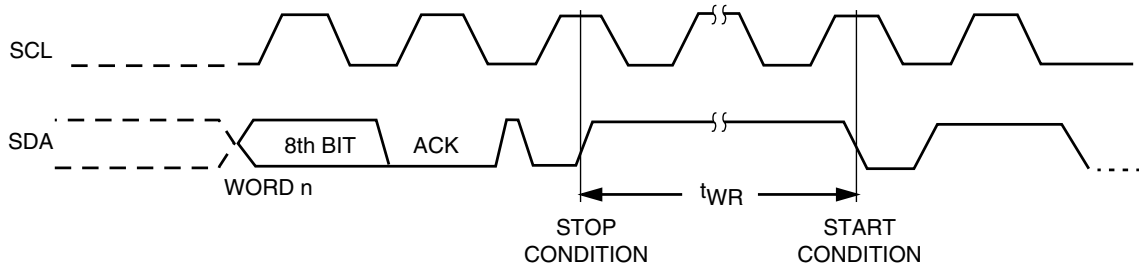 SCL
SDA
8th BIT
ACK
WORD n
tWR
STOP
CONDITION
START
CONDITION